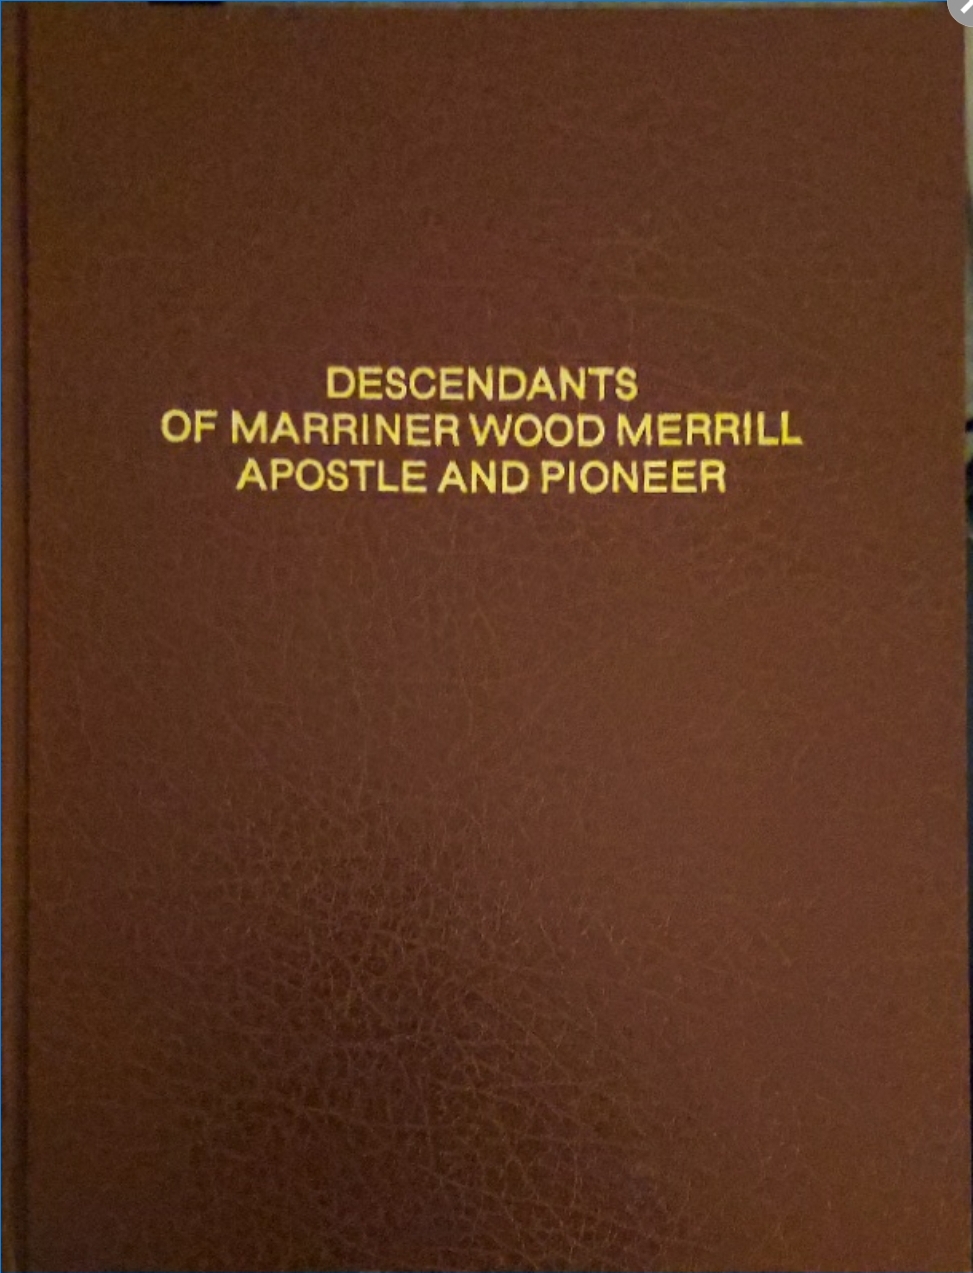 DESCENDANTS
OF MARRINER WOOD MERRILL
APOSTLE AND PIONEER